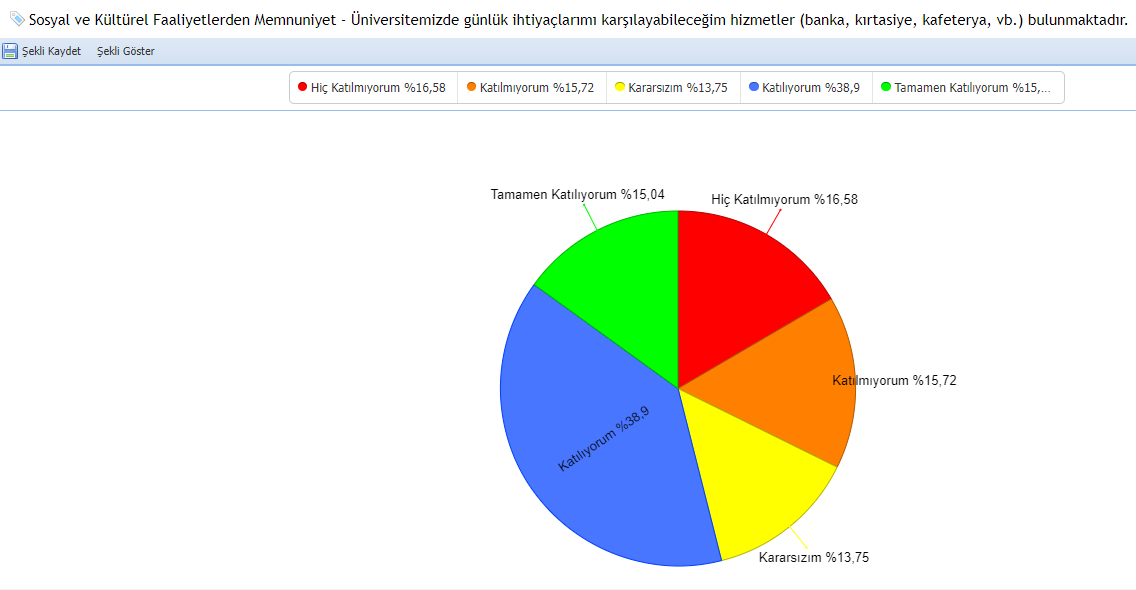 Sosyal ve Kültürel Faaliyetlerden Memnuniyet - Üniversitemizde günlük ihtiyaçlarımı karşılayabileceğim hizmetler (banka, kırtasiye, kafeterya, vb.) bulunmaktadır.
Şekli Kaydet Şekli Göster
Hiç Katılmıyorum %16,58 Katılmıyorum %15,72 Kararsızım %13,75 Katılıyorum %38,9 Tamamen Katılıyorum %15,...
Tamamen Katılıyorum %15,04
Hiç Katılmıyorum %16,58
Katılmıyorum %15,72
Katılıyorum %38,9
Kararsızım %13,75